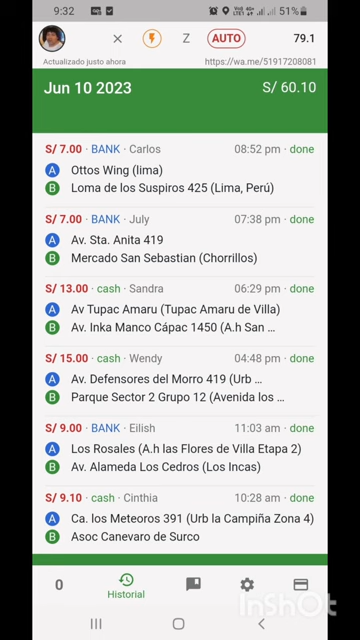 9:32
51%
Z
AUTO
79.1
Actualizado justo ahora
https://wa.me/51917208081
Jun 10 2023
S/ 60.10
S/ 7.00 · BANK · Carlos
08:52 pm · done
A Ottos Wing (lima)
B Loma de los Suspiros 425 (Lima, Perú)
S/ 7.00 · BANK · July
07:38 pm · done
A Av. Sta. Anita 419
B Mercado San Sebastian (Chorrillos)
S/ 13.00 · cash · Sandra
06:29 pm · done
A Av Tupac Amaru (Tupac Amaru de Villa)
B Av. Inka Manco Cápac 1450 (A.h San ...
S/ 15.00 · cash · Wendy
04:48 pm · done
A Av. Defensores del Morro 419 (Urb ...
B Parque Sector 2 Grupo 12 (Avenida los ...
S/ 9.00 · BANK · Eilish
11:03 am · done
A Los Rosales (A.h las Flores de Villa Etapa 2)
B Av. Alameda Los Cedros (Los Incas)
S/ 9.10 · cash · Cinthia
10:28 am · done
A Ca. los Meteoros 391 (Urb la Campiña Zona 4)
B Asoc Canevaro de Surco
0
Historial
InShOt